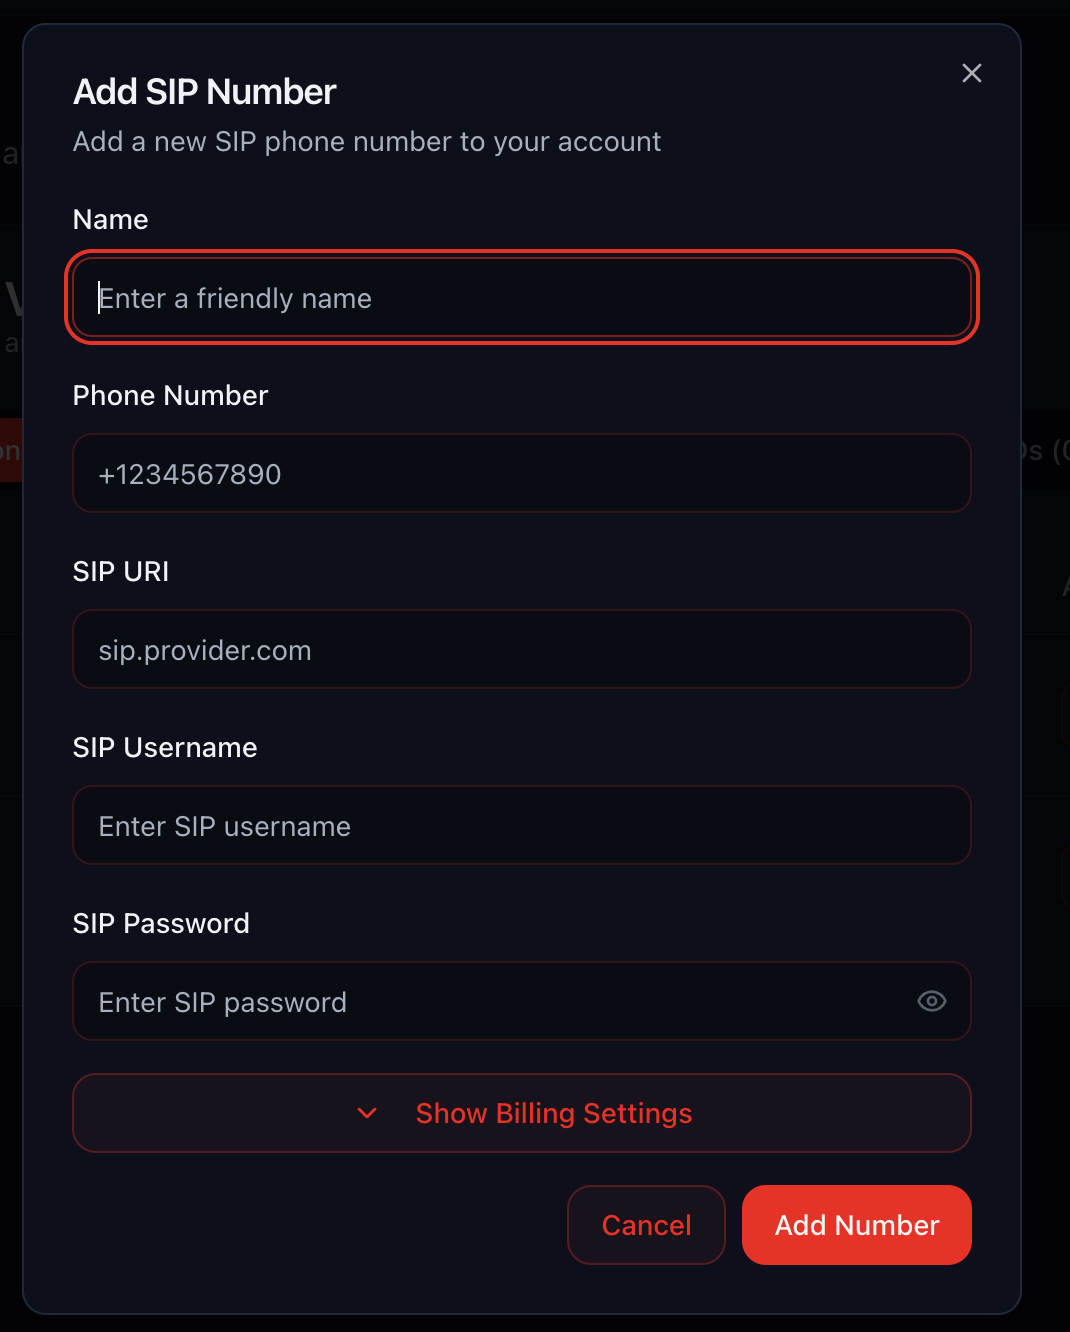 Add SIP Number
Add a new SIP phone number to your account
Name
Enter a friendly name
Phone Number
+1234567890
SIP URI
sip.provider.com
SIP Username
Enter SIP username
SIP Password
Enter SIP password
Show Billing Settings
Cancel
Add Number